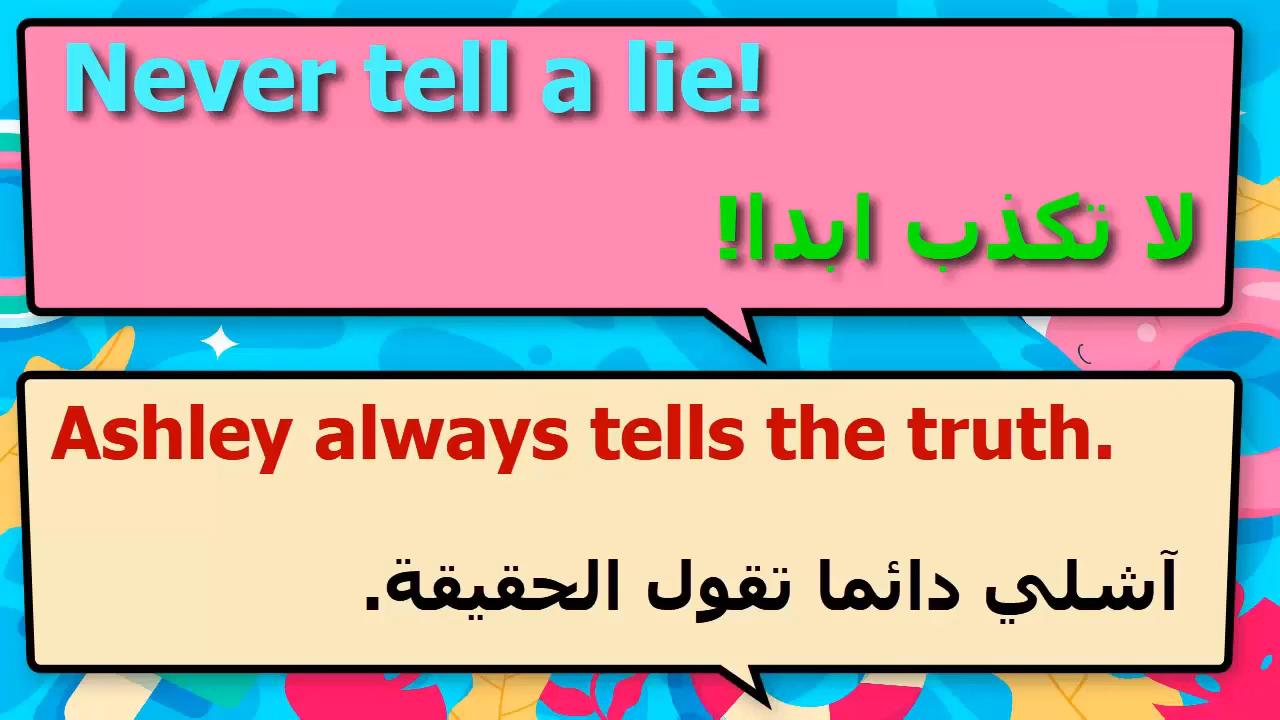 Never tell a lie!
لا تكذب ابدا!
Ashley always tells the truth.
آشلي دائما تقول الحقيقة.